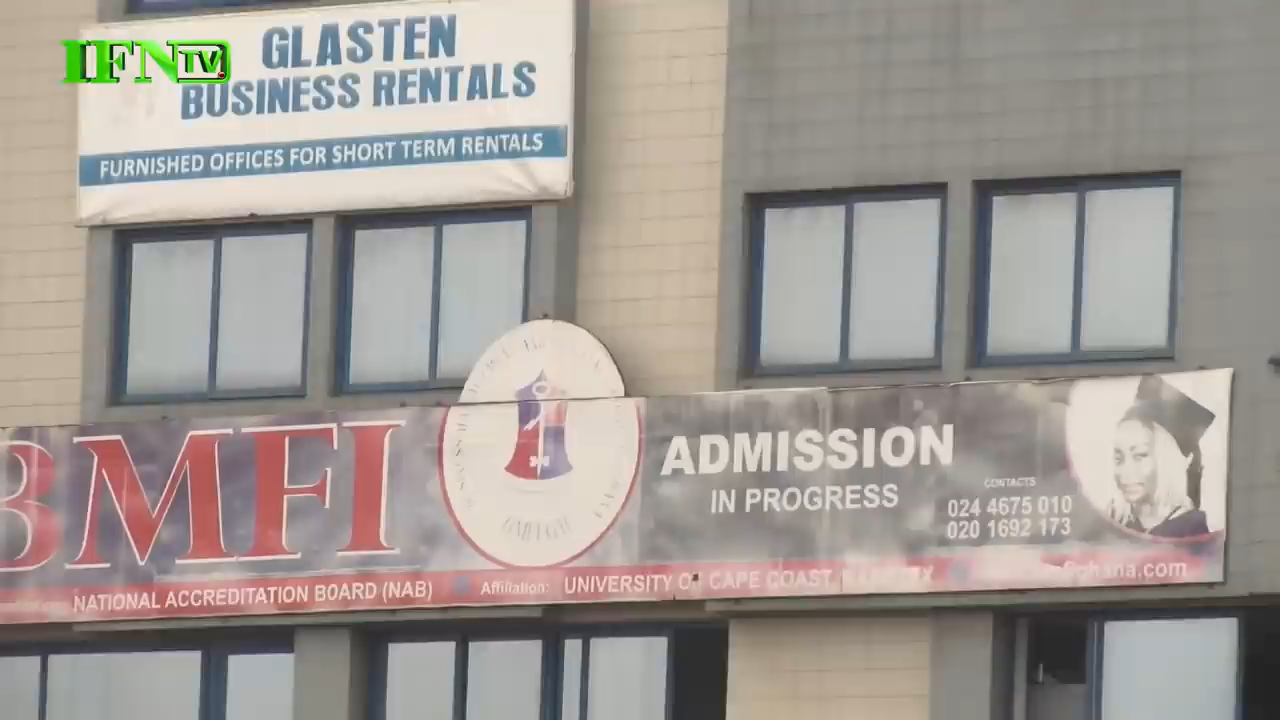 IFN TV
GLASTEN
BUSINESS RENTALS
FURNISHED OFFICES FOR SHORT TERM RENTALS
BMFI
ADMISSION
IN PROGRESS
CONTACTS
024 4675 010
020 1692 173
NATIONAL ACCREDITATION BOARD (NAB)
Affiliation: UNIVERSITY OF CAPE COAST,